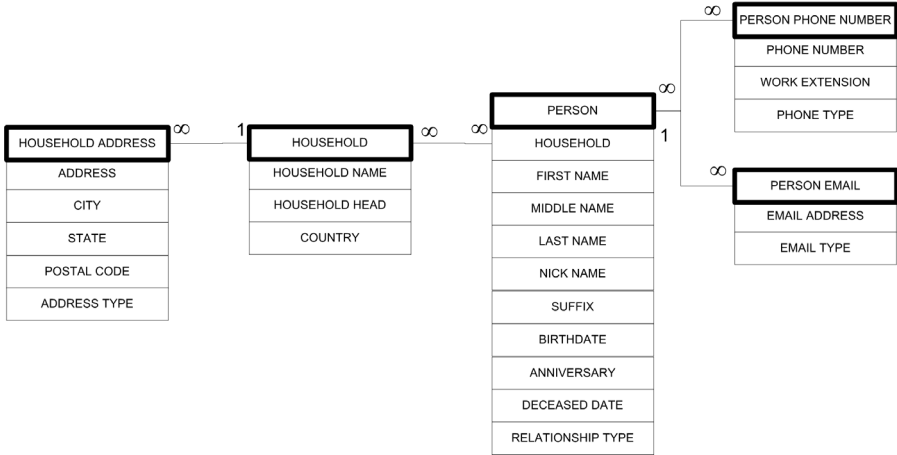 HOUSEHOLD ADDRESS
ADDRESS
CITY
STATE
POSTAL CODE
ADDRESS TYPE
∞
1
HOUSEHOLD
HOUSEHOLD NAME
HOUSEHOLD HEAD
COUNTRY
∞
∞
PERSON
HOUSEHOLD
FIRST NAME
MIDDLE NAME
LAST NAME
NICK NAME
SUFFIX
BIRTHDATE
ANNIVERSARY
DECEASED DATE
RELATIONSHIP TYPE
∞
1
∞
PERSON PHONE NUMBER
PHONE NUMBER
WORK EXTENSION
PHONE TYPE
∞
PERSON EMAIL
EMAIL ADDRESS
EMAIL TYPE